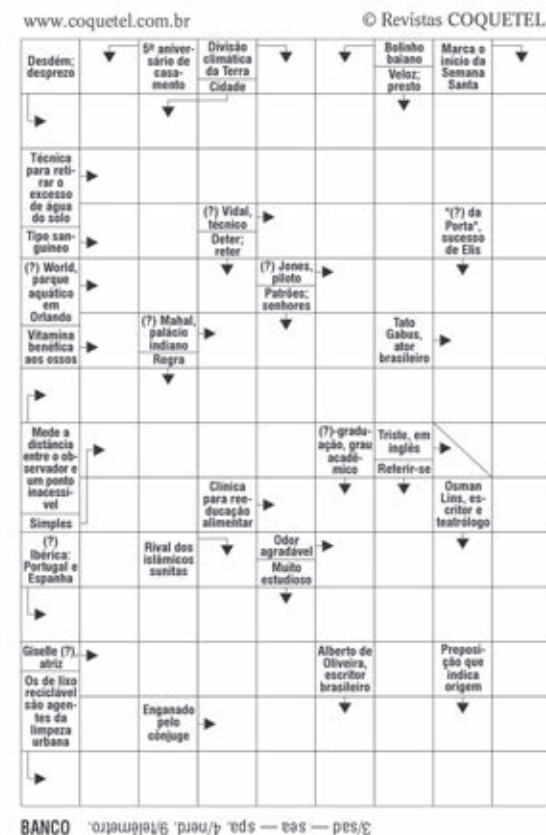 www.coquetel.com.br
© Revistas COQUETEL
Desdém;
desprezo
5º aniver-
sário de
casa-
mento
Divisão
climática
da Terra
Cidade
Bolinho
baiano
Veloz;
presto
Marca o
início da
Semana
Santa
Técnica
para reti-
rar o
excesso
de água
do solo
Tipo san-
guíneo
(?) Vidal,
técnico
Deter;
reter
"(?) da
Porta",
sucesso
de Elis
(?) World,
parque
aquático
em
Orlando
Vitamina
benéfica
aos ossos
(?) Jones,
piloto
Patrões;
senhores
(?) Mahal,
palácio
indiano
Regra
Tato
Gabus,
ator
brasileiro
Mede a
distância
entre o ob-
servador e
um ponto
inacessí-
vel
Simples
(?)-gradu-
ação, grau
acadê-
mico
Triste, em
inglês
Referir-se
Clínica
para ree-
ducação
alimentar
Osman
Lins, es-
critor e
teatrólogo
(?)
Ibérica:
Portugal e
Espanha
Rival dos
islâmicos
sunitas
Odor
agradável
Muito
estudioso
Giselle (?),
atriz
Os de lixo
reciclável
são agen-
tes da
limpeza
urbana
Alberto de
Oliveira,
escritor
brasileiro
Preposi-
ção que
indica
origem
Enganado
pelo
cônjuge
BANCO
3/sad — sea — spa. 4/nerd. 9/telêmetro.